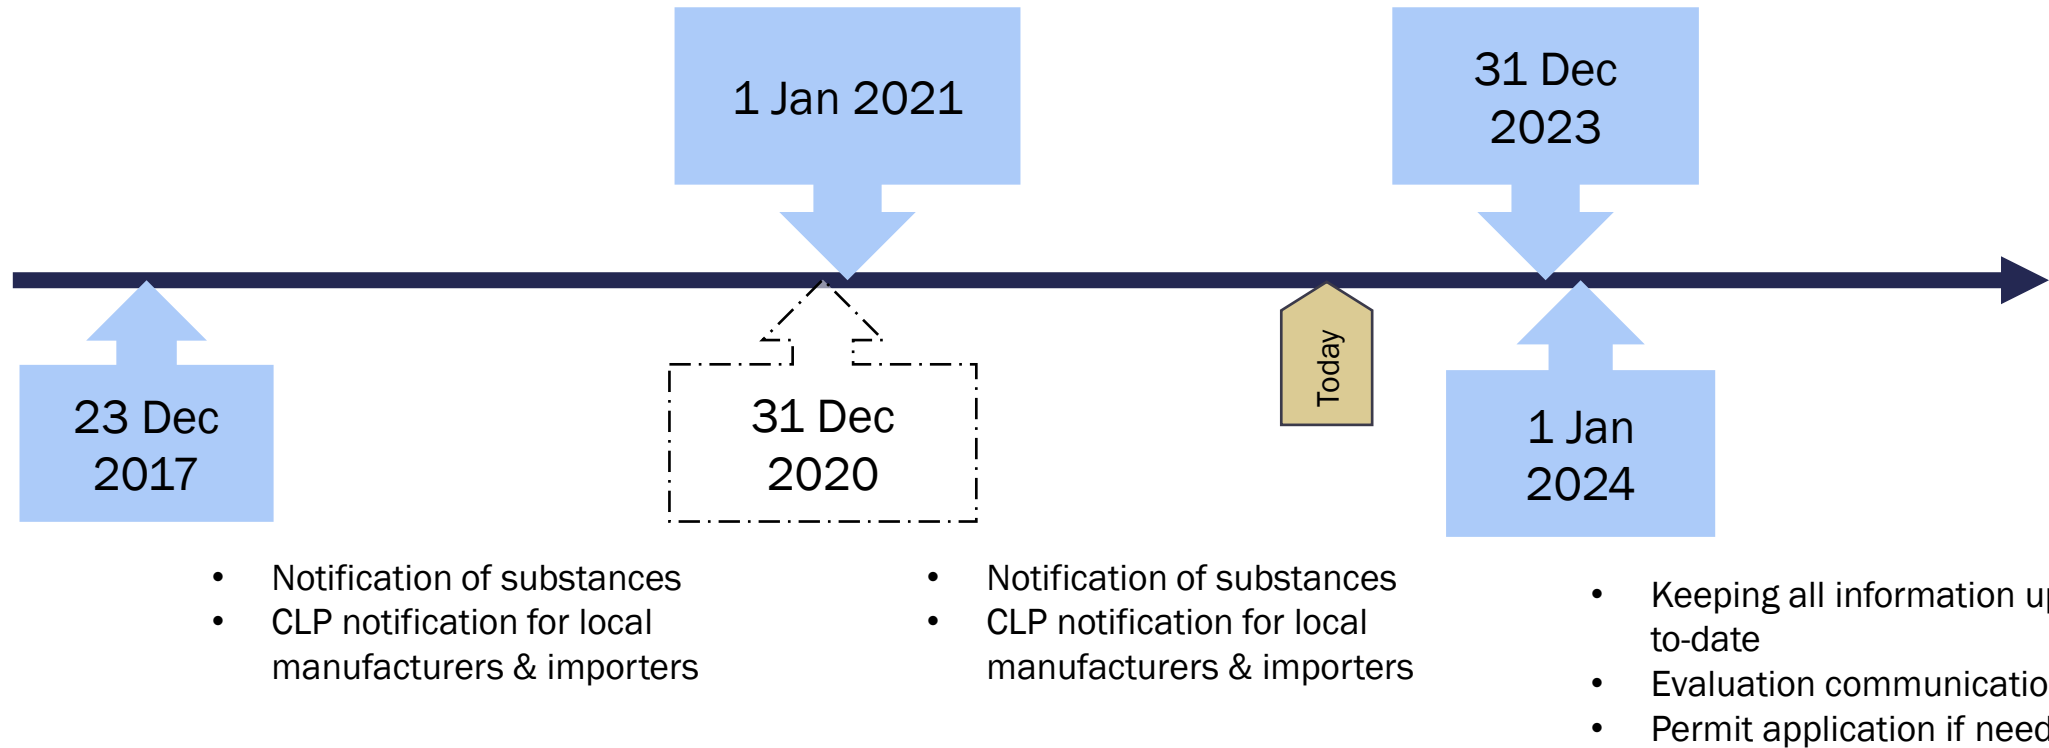 1 Jan 2021
31 Dec
2023
Today
23 Dec
2017
31 Dec
2020
1 Jan
2024
• Notification of substances
• CLP notification for local
manufacturers & importers
• Notification of substances
• CLP notification for local
manufacturers & importers
• Keeping all information
to-date
• Evaluation
• Permit application if